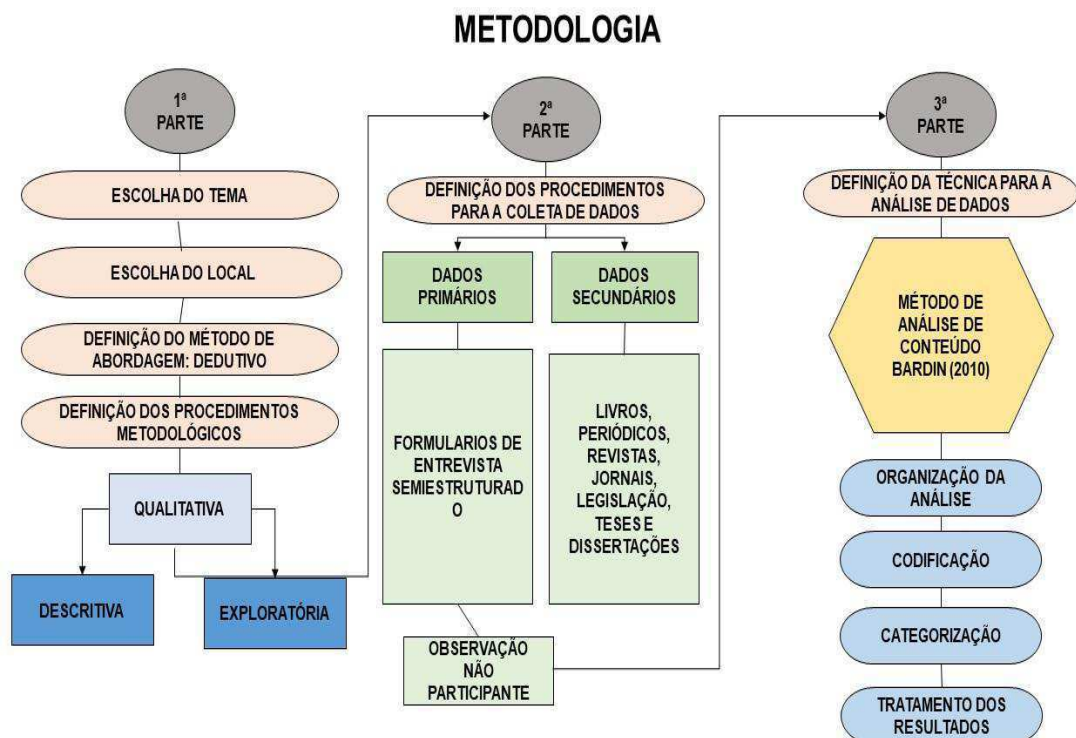 METODOLOGIA
1ª
PARTE
ESCOLHA DO TEMA
ESCOLHA DO LOCAL
DEFINIÇÃO DO MÉTODO DE
ABORDAGEM: DEDUTIVO
DEFINIÇÃO DOS PROCEDIMENTOS
METODOLÓGICOS
QUALITATIVA
DESCRITIVA
EXPLORATÓRIA
2ª
PARTE
DEFINIÇÃO DOS PROCEDIMENTOS
PARA A COLETA DE DADOS
DADOS
PRIMÁRIOS
FORMULARIOS DE
ENTREVISTA
SEMIESTRUTURAD
O
OBSERVAÇÃO
NÃO
PARTICIPANTE
DADOS
SECUNDÁRIOS
LIVROS,
PERIÓDICOS,
REVISTAS,
JORNAIS,
LEGISLAÇÃO,
TESES E
DISSERTAÇÕES
3ª
PARTE
DEFINIÇÃO DA TÉCNICA PARA A
ANÁLISE DE DADOS
MÉTODO DE
ANÁLISE DE
CONTEÚDO
BARDIN (2010)
ORGANIZAÇÃO DA
ANÁLISE
CODIFICAÇÃO
CATEGORIZAÇÃO
TRATAMENTO DOS
RESULTADOS